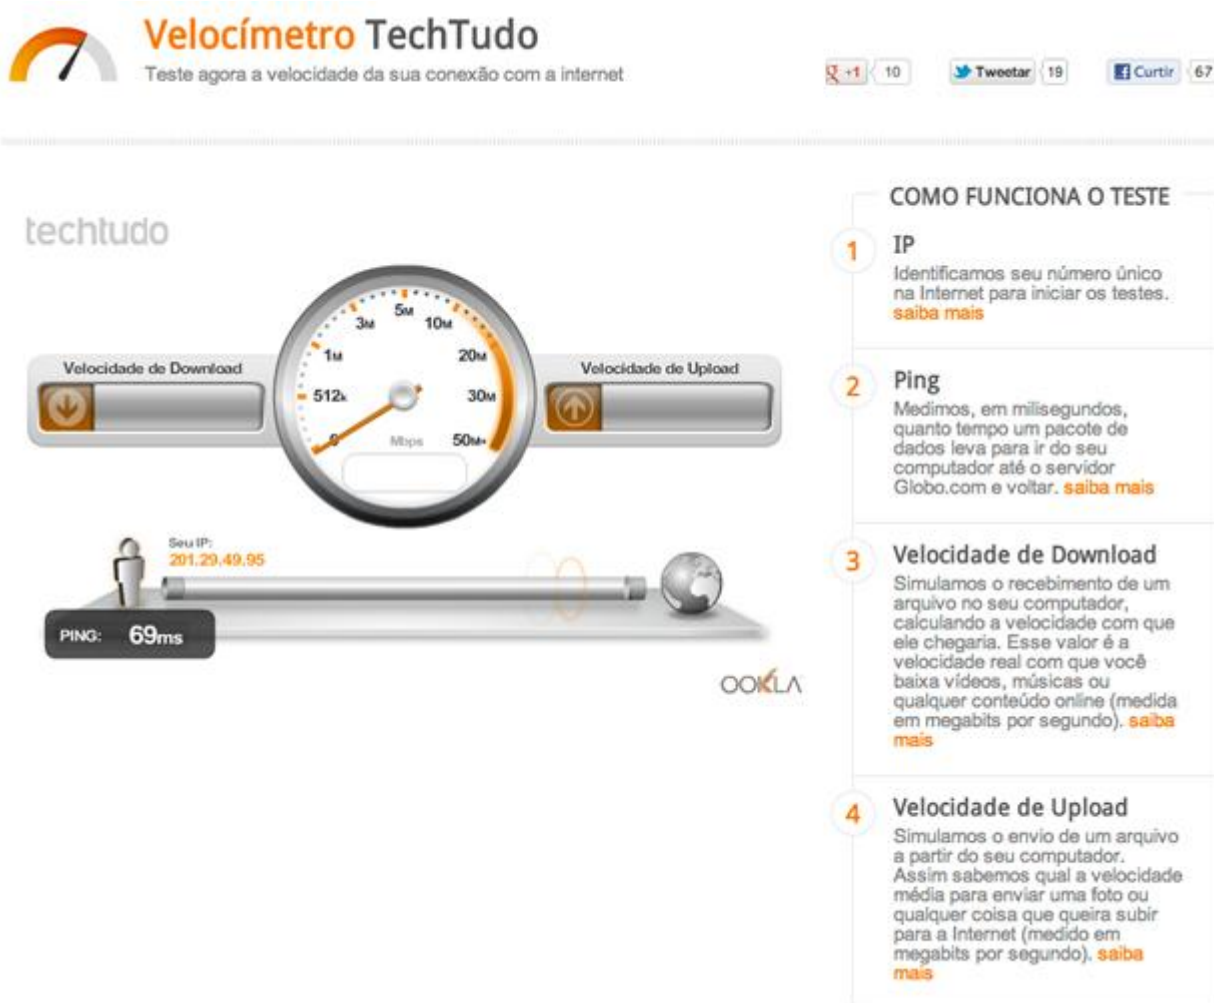 Velocímetro TechTudo
Teste agora a velocidade da sua conexão com a internet
+1 10
Tweetar 19
Curtir 67
techtudo
Velocidade de Download
Velocidade de Upload
0
512k
1M
3M
5M
10M
20M
30M
50M+
Mbps
Seu IP:
201.29.49.95
PING: 69ms
OOKLA
COMO FUNCIONA O TESTE
1
IP
Identificamos seu número único
na Internet para iniciar os testes.
saiba mais
2
Ping
Medimos, em milisegundos,
quanto tempo um pacote de
dados leva para ir do seu
computador até o servidor
Globo.com e voltar. saiba mais
3
Velocidade de Download
Simulamos o recebimento de um
arquivo no seu computador,
calculando a velocidade com que
ele chegaria. Esse valor é a
velocidade real com que você
baixa vídeos, músicas ou
qualquer conteúdo online (medida
em megabits por segundo). saiba
mais
4
Velocidade de Upload
Simulamos o envio de um arquivo
a partir do seu computador.
Assim sabemos qual a velocidade
média para enviar uma foto ou
qualquer coisa que queira subir
para a Internet (medido em
megabits por segundo). saiba
mais